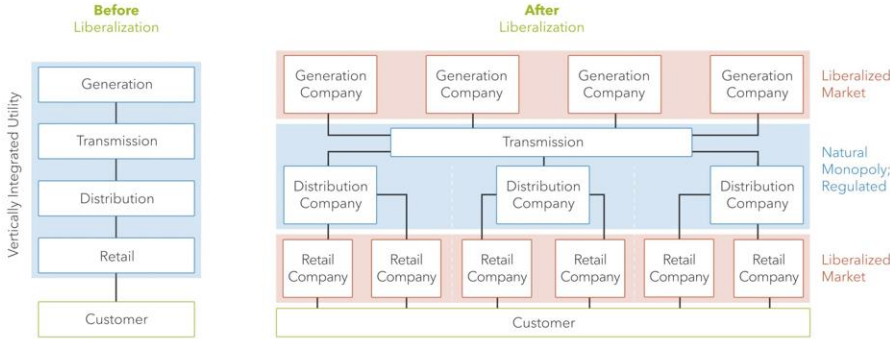 Before
Liberalization
After
Liberalization
Vertically Integrated Utility
Generation
Transmission
Distribution
Retail
Customer
Generation
Company
Generation
Company
Generation
Company
Generation
Company
Liberalized
Market
Transmission
Natural
Monopoly;
Regulated
Distribution
Company
Distribution
Company
Distribution
Company
Retail
Company
Retail
Company
Retail
Company
Retail
Company
Retail
Company
Retail
Company
Liberalized
Market
Customer